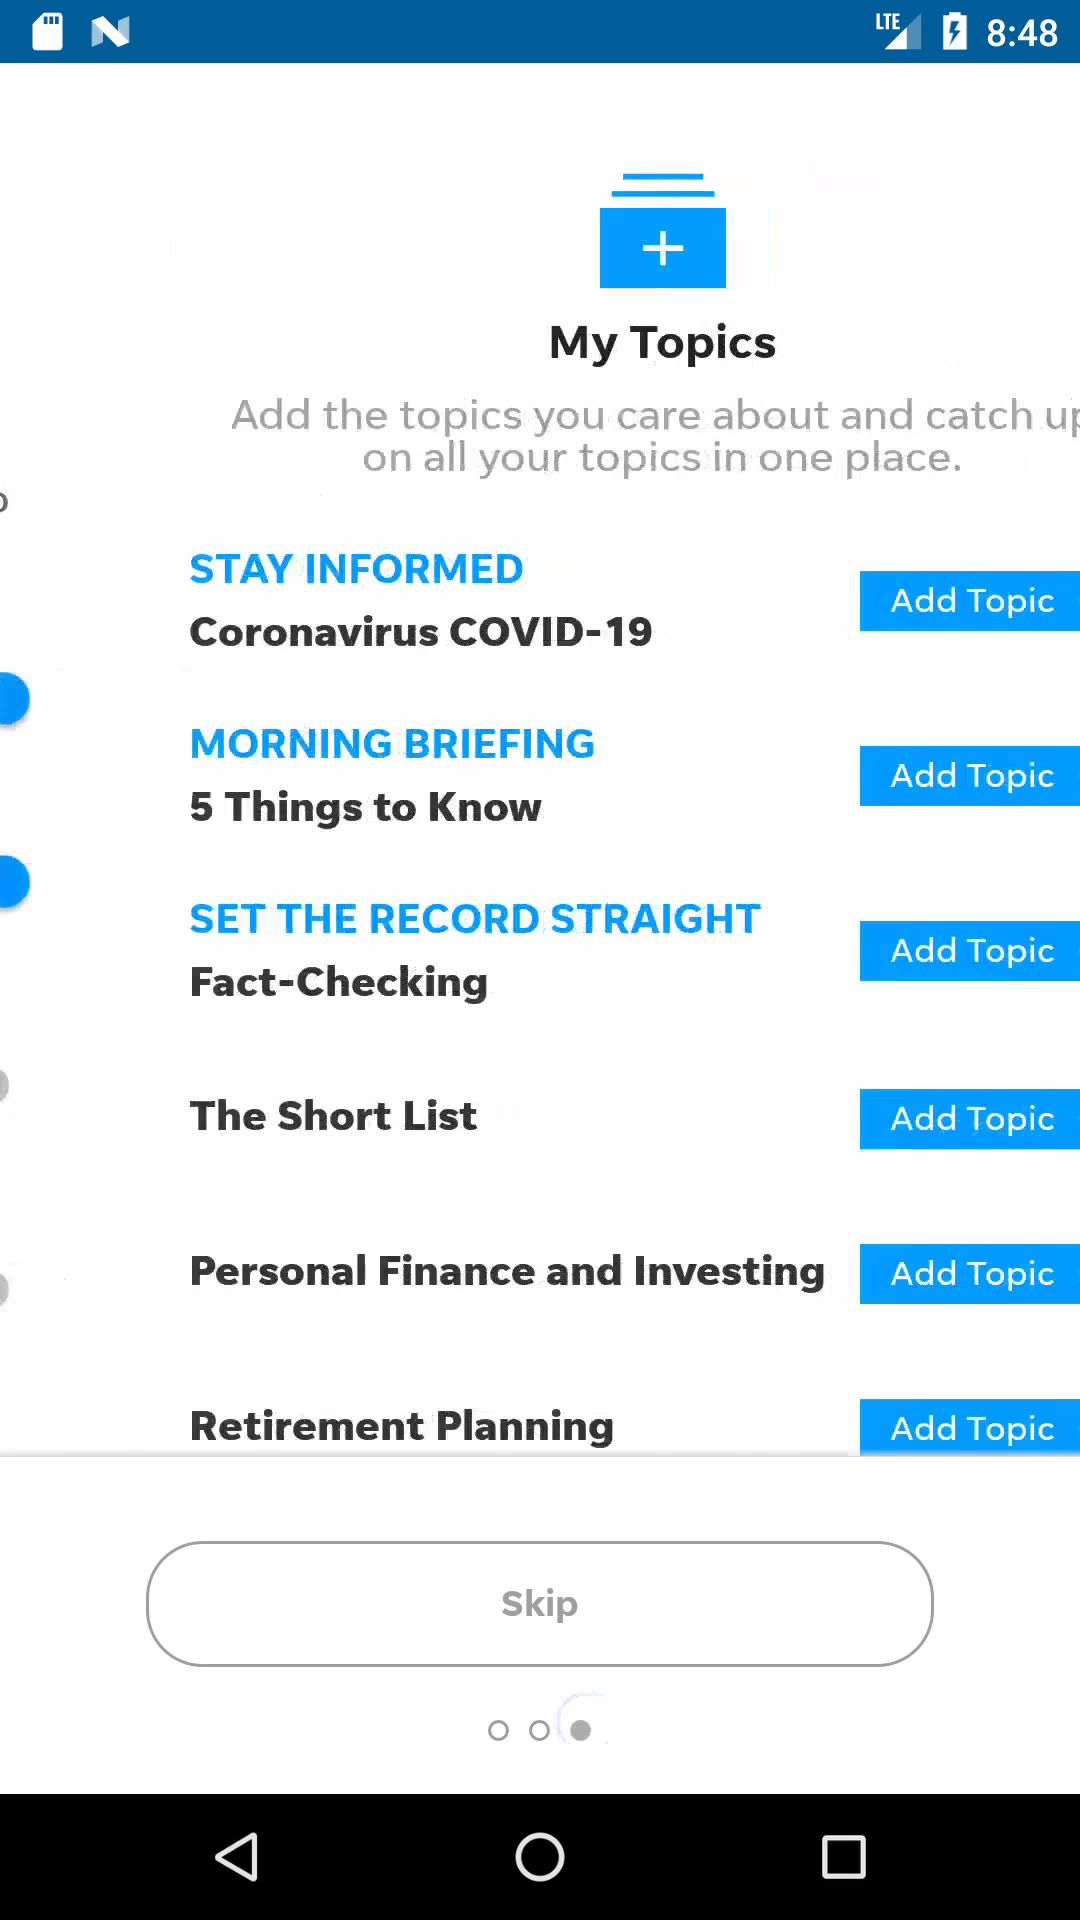 LTE 8:48
My Topics
Add the topics you care about and catch up
on all your topics in one place.
STAY INFORMED
Coronavirus COVID-19
Add Topic
MORNING BRIEFING
5 Things to Know
Add Topic
SET THE RECORD STRAIGHT
Fact-Checking
Add Topic
The Short List
Add Topic
Personal Finance and Investing
Add Topic
Retirement Planning
Add Topic
Skip